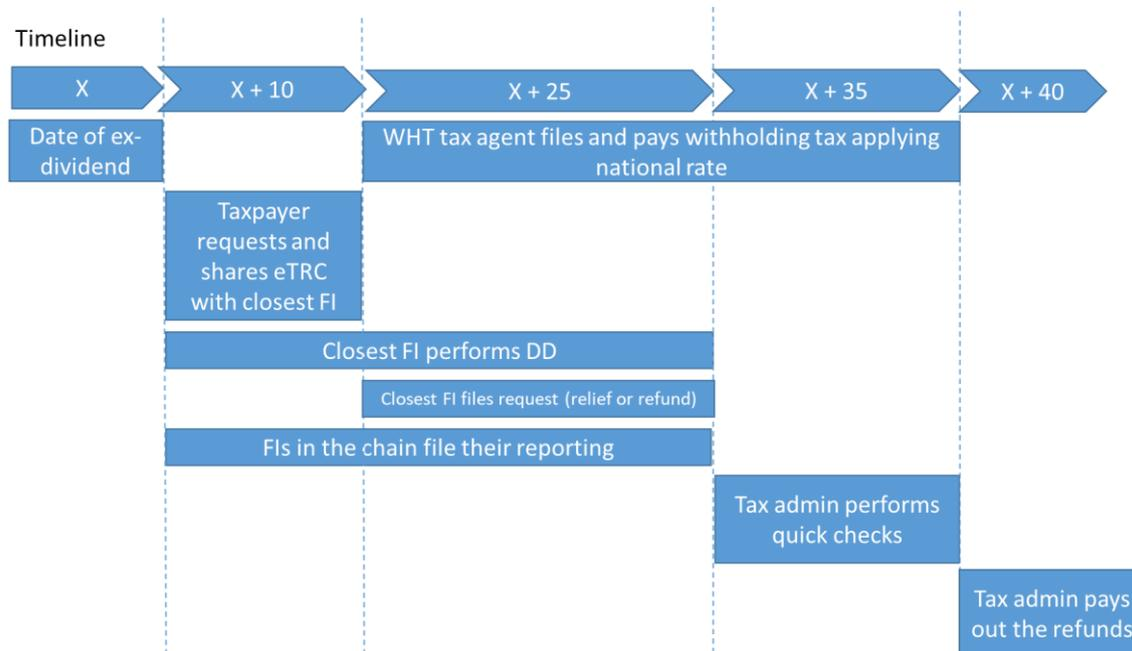 Timeline
X
X + 10
X + 25
X + 35
X + 40
Date of ex-
dividend
WHT tax agent files and pays withholding tax applying
national rate
Taxpayer
requests and
shares eTRC
with closest FI
Closest FI performs DD
Closest FI files request (relief or refund)
FIs in the chain file their reporting
Tax admin performs
quick checks
Tax admin pays
out the refunds